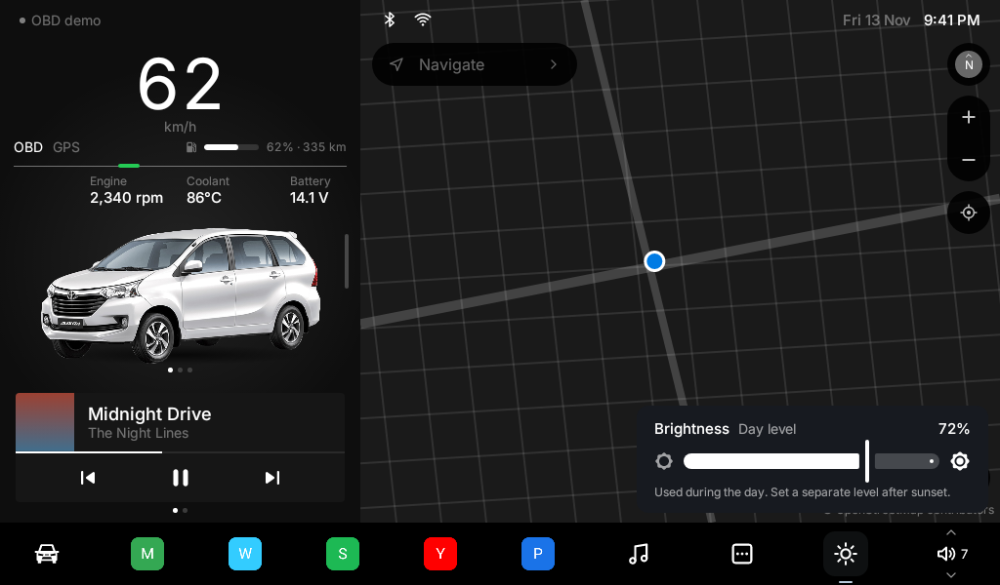 OBD demo
Fri 13 Nov 9:41 PM
62
km/h
Navigate
N
OBD GPS
62% · 335 km
Engine
2,340 rpm
Coolant
86°C
Battery
14.1 V
Midnight Drive
The Night Lines
Brightness Day level 72%
Used during the day. Set a separate level after sunset.
© OpenStreetMap contributors
M
W
S
Y
P
7